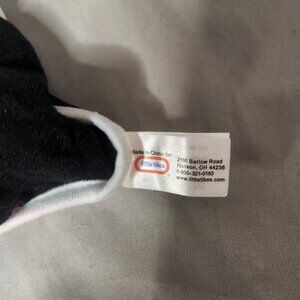 Made in China for:
little tikes
2180 Barlow Road
Hudson, OH 44236
1-800-321-0183
www.littletikes.com